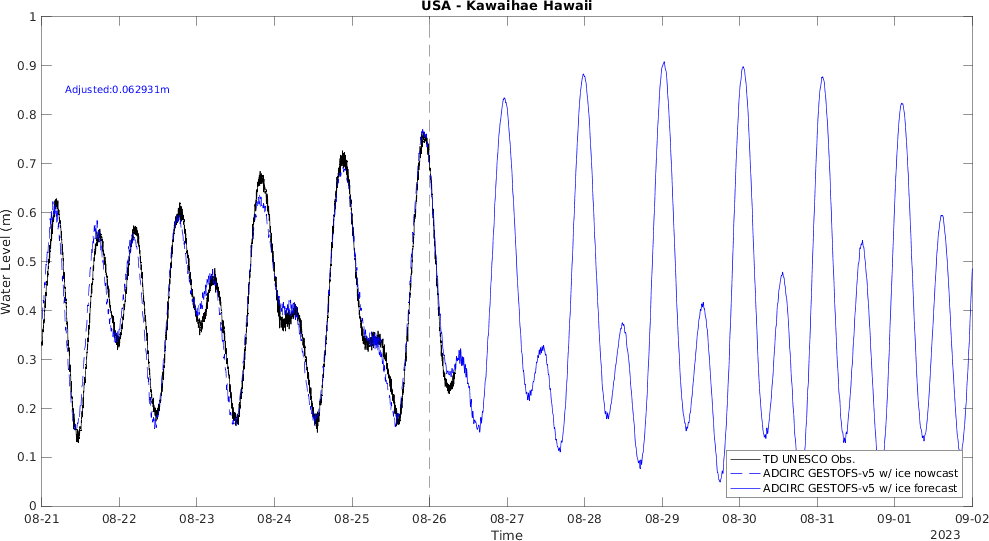 USA - Kawaihae Hawaii
1
0.9
0.8
0.7
0.6
0.5
0.4
0.3
0.2
0.1
0
Water Level (m)
Adjusted:0.062931m
TD UNESCO Obs.
ADCIRC GESTOFS-v5 w/ ice nowcast
ADCIRC GESTOFS-v5 w/ ice forecast
08-21 08-22 08-23 08-24 08-25 08-26 08-27 08-28 08-29 08-30 08-31 09-01 09-02
Time
2023